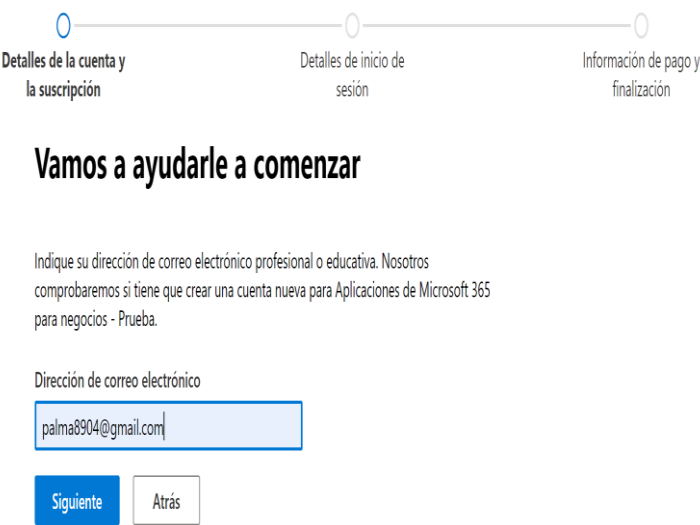 Detalles de la cuenta y
la suscripción
Detalles de inicio de
sesión
Información de pago y
finalización
Vamos a ayudarle a comenzar
Indique su dirección de correo electrónico profesional o educativa. Nosotros
comprobaremos si tiene que crear una cuenta nueva para Aplicaciones de Microsoft 365
para negocios - Prueba.
Dirección de correo electrónico
palma8904@gmail.com
Siguiente
Atrás